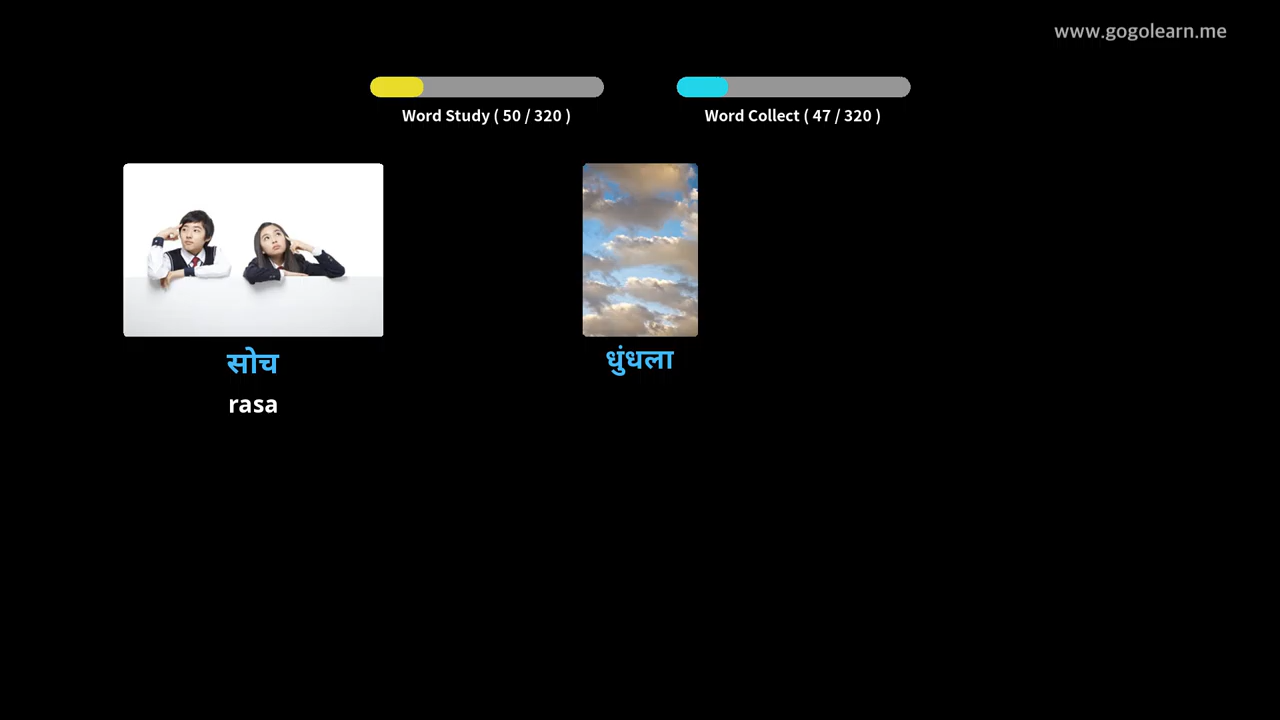 www.gogolearn.me
Word Study ( 50 / 320 )
Word Collect ( 47 / 320 )
सोच
rasa
धुंधला